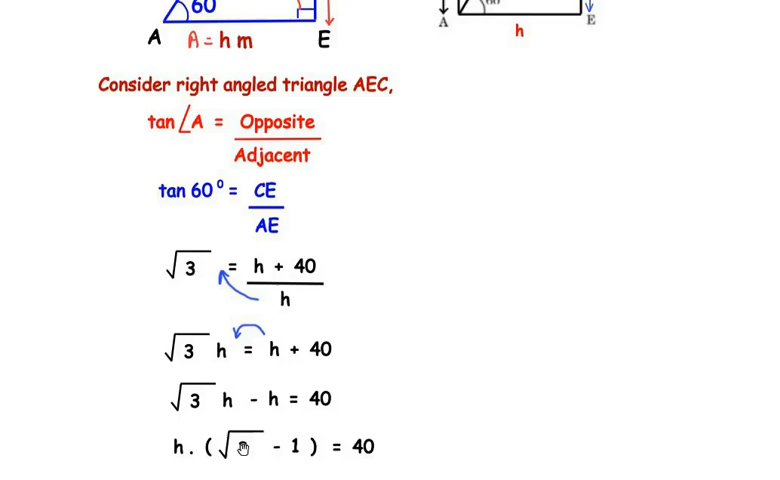 60
A A = h m E
A h E
Consider right angled triangle AEC,
tan ∠A = Opposite
Adjacent
tan 60° = CE
AE
√3 = h + 40
h
√3 h = h + 40
√3 h - h = 40
h . (√ - 1 ) = 40